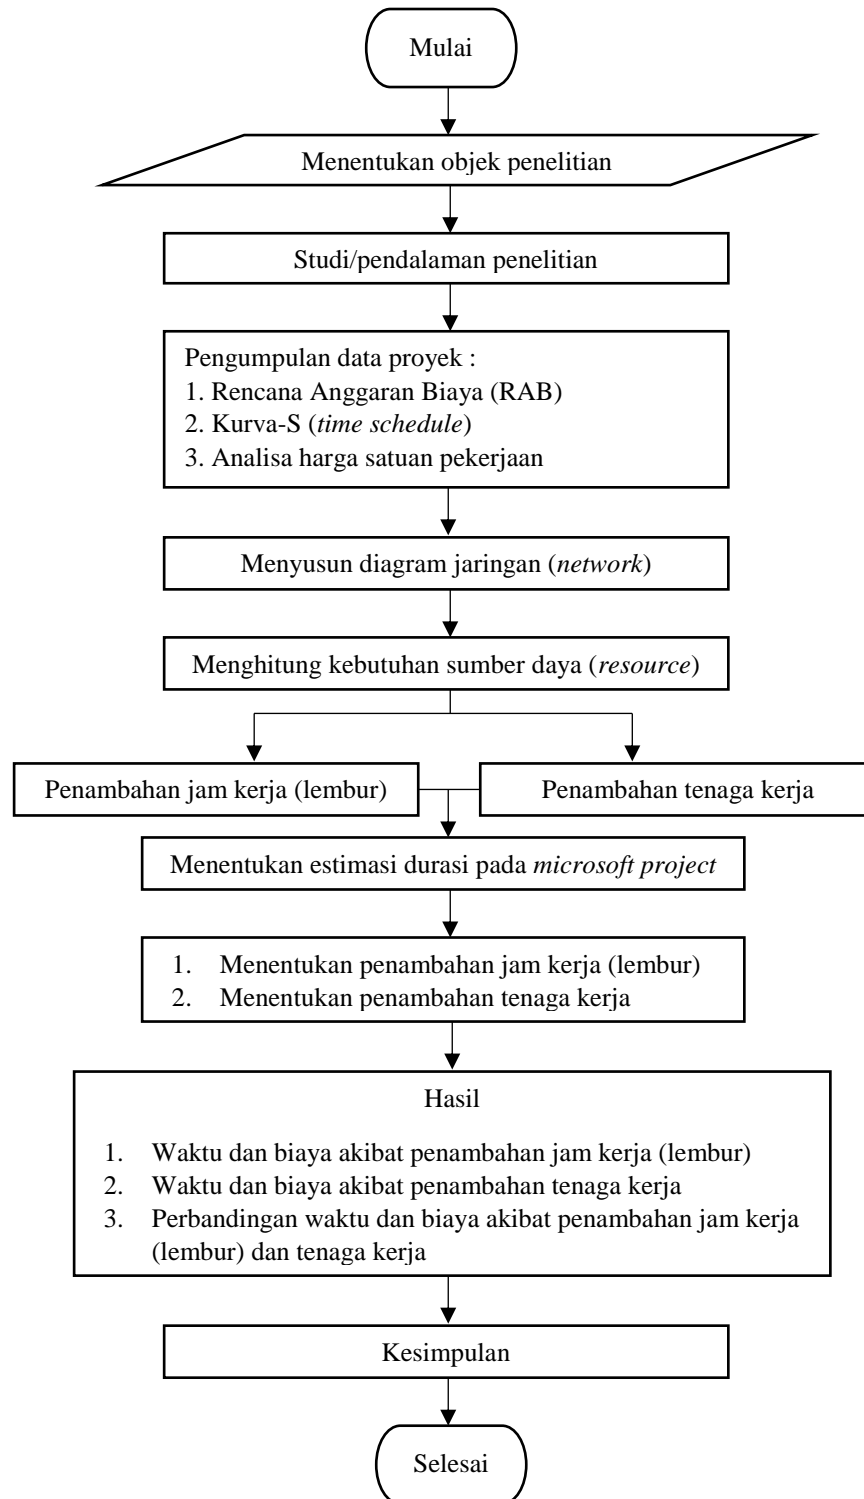 Mulai
Menentukan objek penelitian
Studi/pendalaman penelitian
Pengumpulan data proyek :
1. Rencana Anggaran Biaya (RAB)
2. Kurva-S (time schedule)
3. Analisa harga satuan pekerjaan
Menyusun diagram jaringan (network)
Menghitung kebutuhan sumber daya (resource)
Penambahan jam kerja (lembur)
Penambahan tenaga kerja
Menentukan estimasi durasi pada microsoft project
1. Menentukan penambahan jam kerja (lembur)
2. Menentukan penambahan tenaga kerja
Hasil
1. Waktu dan biaya akibat penambahan jam kerja (lembur)
2. Waktu dan biaya akibat penambahan tenaga kerja
3. Perbandingan waktu dan biaya akibat penambahan jam kerja
(lembur) dan tenaga kerja
Kesimpulan
Selesai